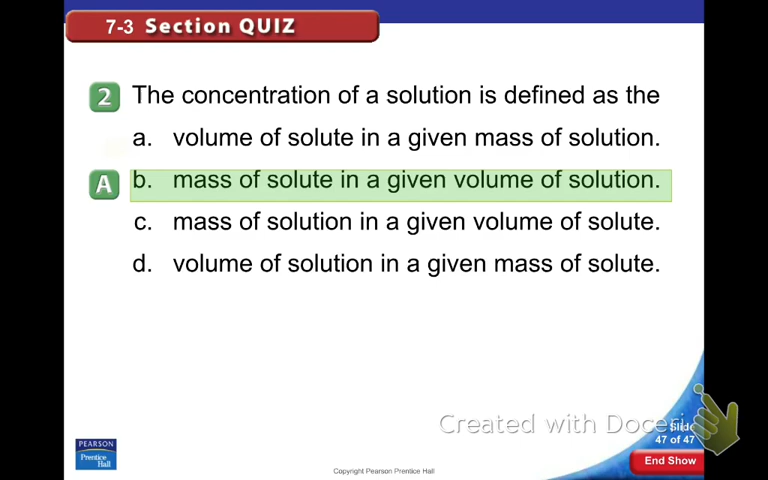 7-3 Section QUIZ
2 The concentration of a solution is defined as the
a. volume of solute in a given mass of solution.
A b. mass of solute in a given volume of solution.
c. mass of solution in a given volume of solute.
d. volume of solution in a given mass of solute.
Created with Doceri
Slide
47 of 47
End Show
PEARSON
Prentice
Hall
Copyright Pearson Prentice Hall